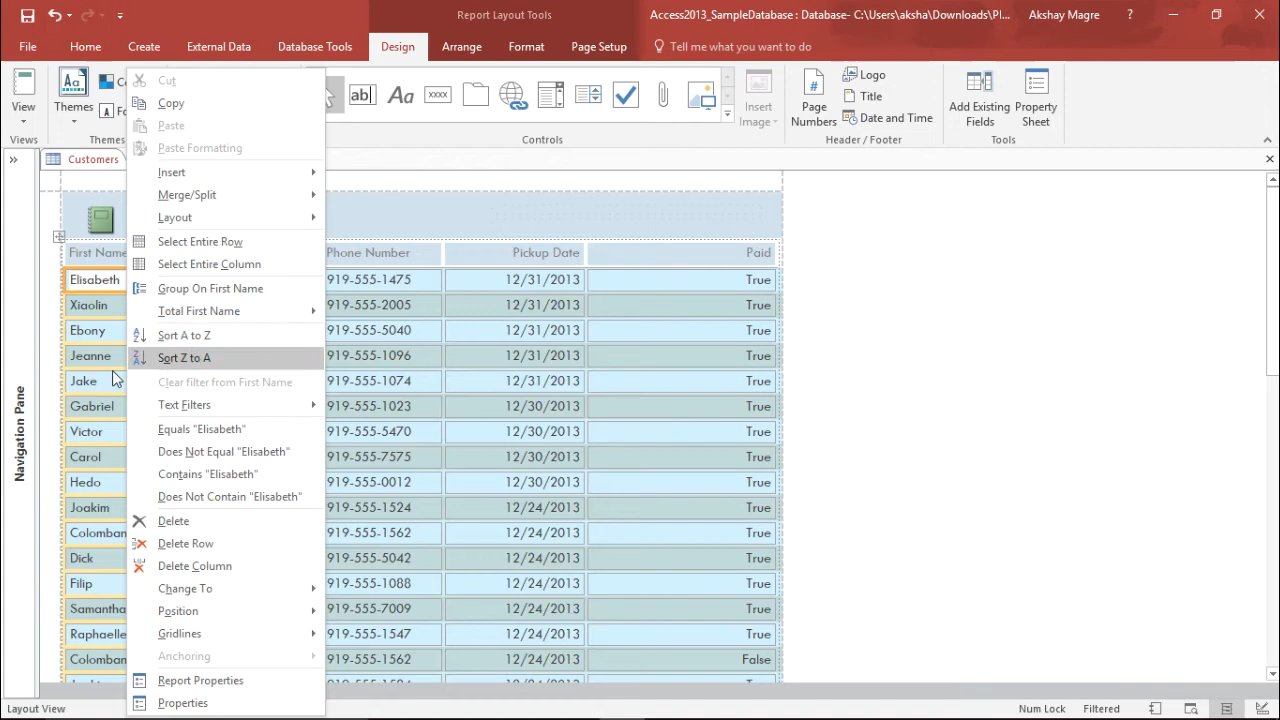 Report Layout Tools
Access2013_SampleDatabase : Database- C:\Users\aksha\Downloads\Pl...
Akshay Magre
?
File
Home
Create
External Data
Database Tools
Design
Arrange
Format
Page Setup
Tell me what you want to do
View
Views
Aa
Themes
Themes
ab|
Aa
xxxx
Controls
Insert
Image
#
Page
Numbers
Logo
Title
Date and Time
Header / Footer
Add Existing
Fields
Property
Sheet
Tools
Cut
Copy
Paste
Paste Formatting
Insert
Merge/Split
Layout
Select Entire Row
Select Entire Column
Group On First Name
Total First Name
Sort A to Z
Sort Z to A
Clear filter from First Name
Text Filters
Equals "Elisabeth"
Does Not Equal "Elisabeth"
Contains "Elisabeth"
Does Not Contain "Elisabeth"
Delete
Delete Row
Delete Column
Change To
Position
Gridlines
Anchoring
Report Properties
Properties
Navigation Pane
Customers
First Name Phone Number Pickup Date Paid
Elisabeth 919-555-1475 12/31/2013 True
Xiaolin 919-555-2005 12/31/2013 True
Ebony 919-555-5040 12/31/2013 True
Jeanne 919-555-1096 12/31/2013 True
Jake 919-555-1074 12/31/2013 True
Gabriel 919-555-1023 12/30/2013 True
Victor 919-555-5470 12/30/2013 True
Carol 919-555-7575 12/30/2013 True
Hedo 919-555-0012 12/30/2013 True
Joakim 919-555-1524 12/24/2013 True
Colomban 919-555-1562 12/24/2013 True
Dick 919-555-5042 12/24/2013 True
Filip 919-555-1088 12/24/2013 True
Samantha 919-555-7009 12/24/2013 True
Raphaelle 919-555-1547 12/24/2013 True
Colomban 919-555-1562 12/24/2013 False
Layout View
Num Lock
Filtered